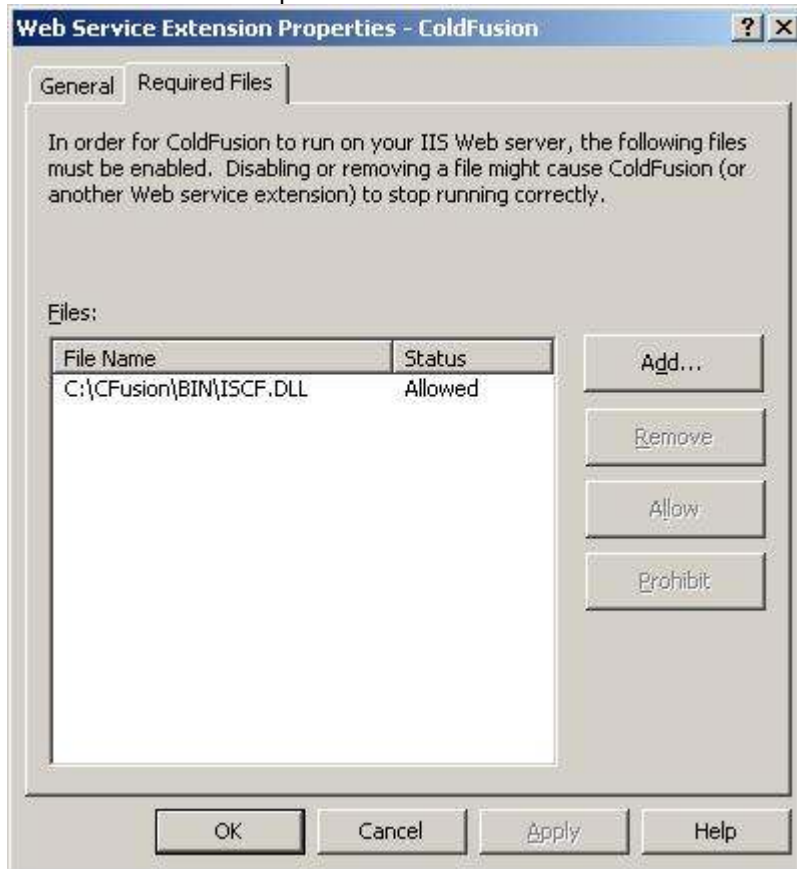 Web Service Extension Properties - ColdFusion
General Required Files
In order for ColdFusion to run on your IIS Web server, the following files
must be enabled. Disabling or removing a file might cause ColdFusion (or
another Web service extension) to stop running correctly.
Files:
File Name Status
C:\CFusion\BIN\ISCF.DLL Allowed
Add...
Remove
Allow
Prohibit
OK Cancel Apply Help